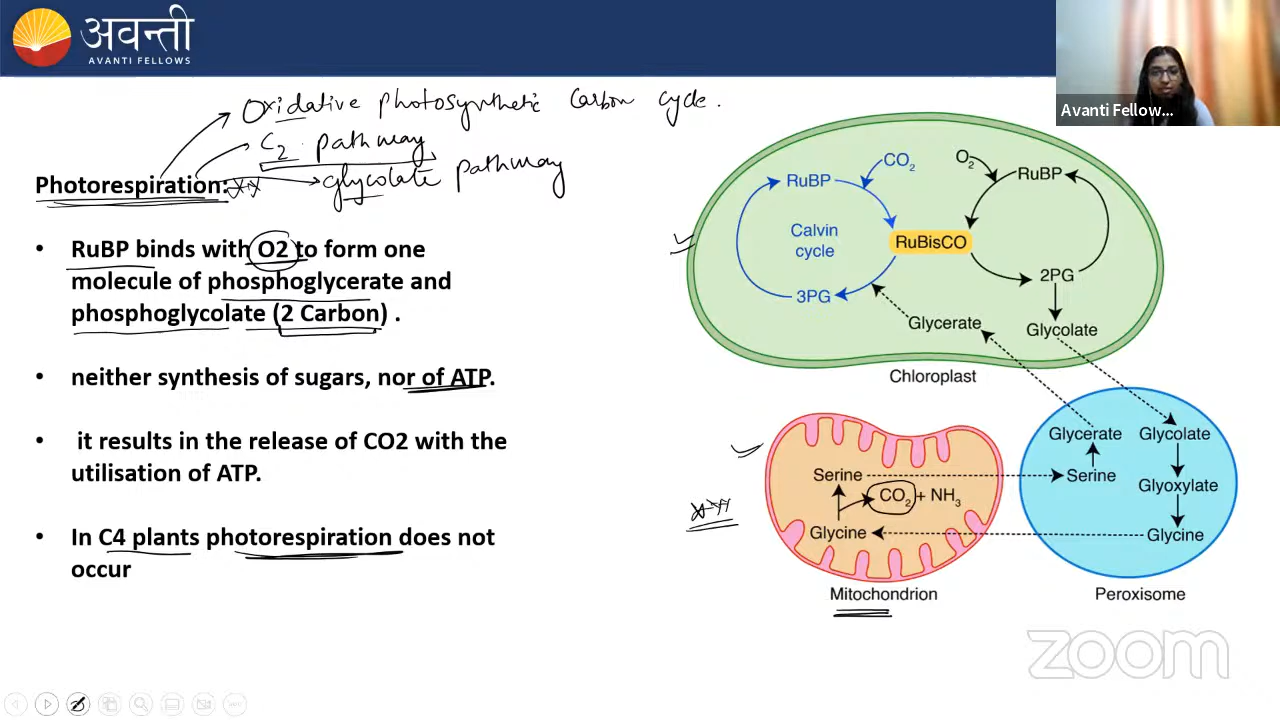 अवन्ती
AVANTI FELLOWS
Avanti Fellow...
Oxidative photosynthetic Carbon cycle.
C2 pathway
glycolate pathway
Photorespiration:
RuBP binds with O2 to form one
molecule of phosphoglycerate and
phosphoglycolate (2 Carbon) .
neither synthesis of sugars, nor of ATP.
it results in the release of CO2 with the
utilisation of ATP.
In C4 plants photorespiration does not
occur
RuBP
CO2
O2
RuBP
Calvin
cycle
RuBisCO
3PG
2PG
Glycerate
Glycolate
Chloroplast
Serine
CO2 + NH3
Glycine
Mitochondrion
Glycerate
Glycolate
Serine
Glyoxylate
Glycine
Peroxisome
zoom